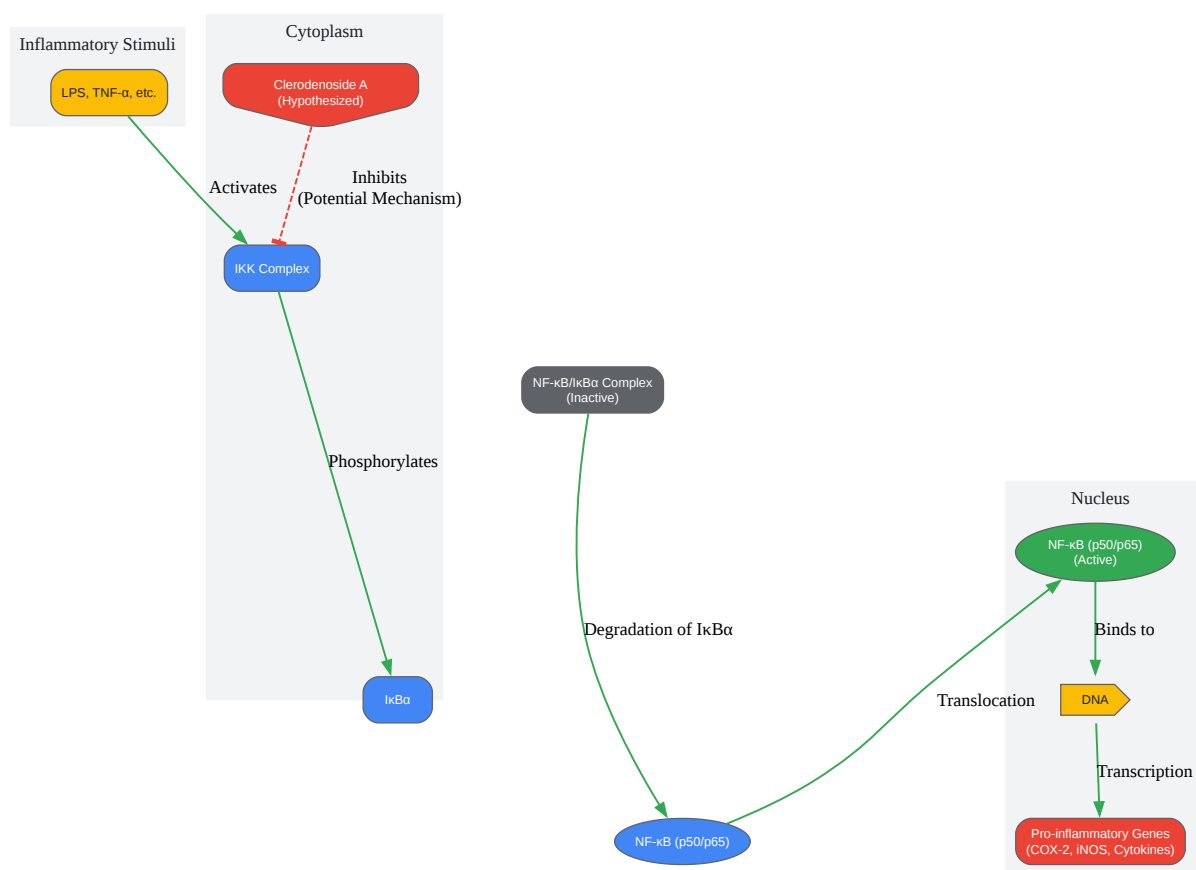 Inflammatory Stimuli
LPS, TNF-α, etc.
Cytoplasm
Clerodenoside A
(Hypothesized)
Activates
Inhibits
(Potential Mechanism)
IKK Complex
Phosphorylates
IκBα
NF-κB/IκBα Complex
(Inactive)
Degradation of IκBα
NF-κB (p50/p65)
Translocation
Nucleus
NF-κB (p50/p65)
(Active)
Binds to
DNA
Transcription
Pro-inflammatory Genes
(COX-2, iNOS, Cytokines)